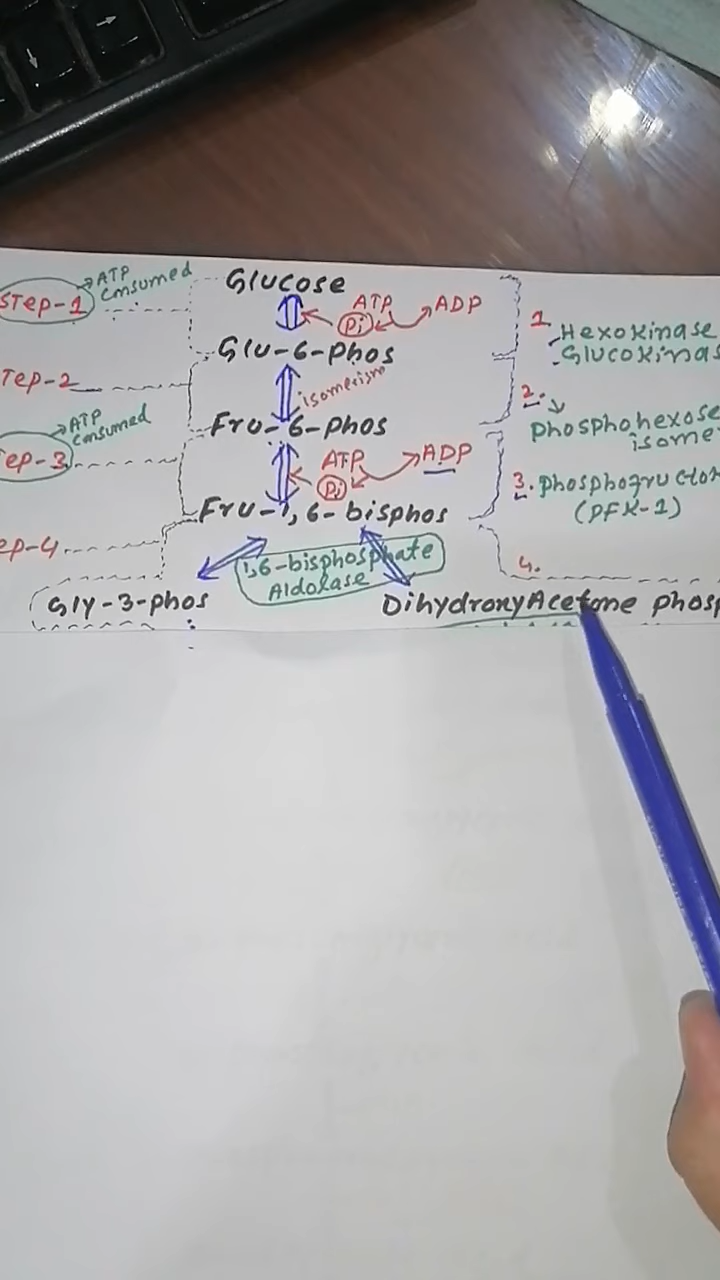 STep-1
ATP
Consumed
Glucose
ATP
ADP
Pi
Glu-6-phos
1.
Hexokinase
Glucokinas
Tep-2
isomerism
2.
Fru-6-phos
Phosphohexose
isome
ATP
Consumed
ep-3
ATP
ADP
Pi
3. Phosphofructok
(PFK-1)
Fru-1,6-bisphos
ep-4
1,6-bisphosphate
Aldolase
4.
Gly-3-phos
DihydroxyAcetone phosp